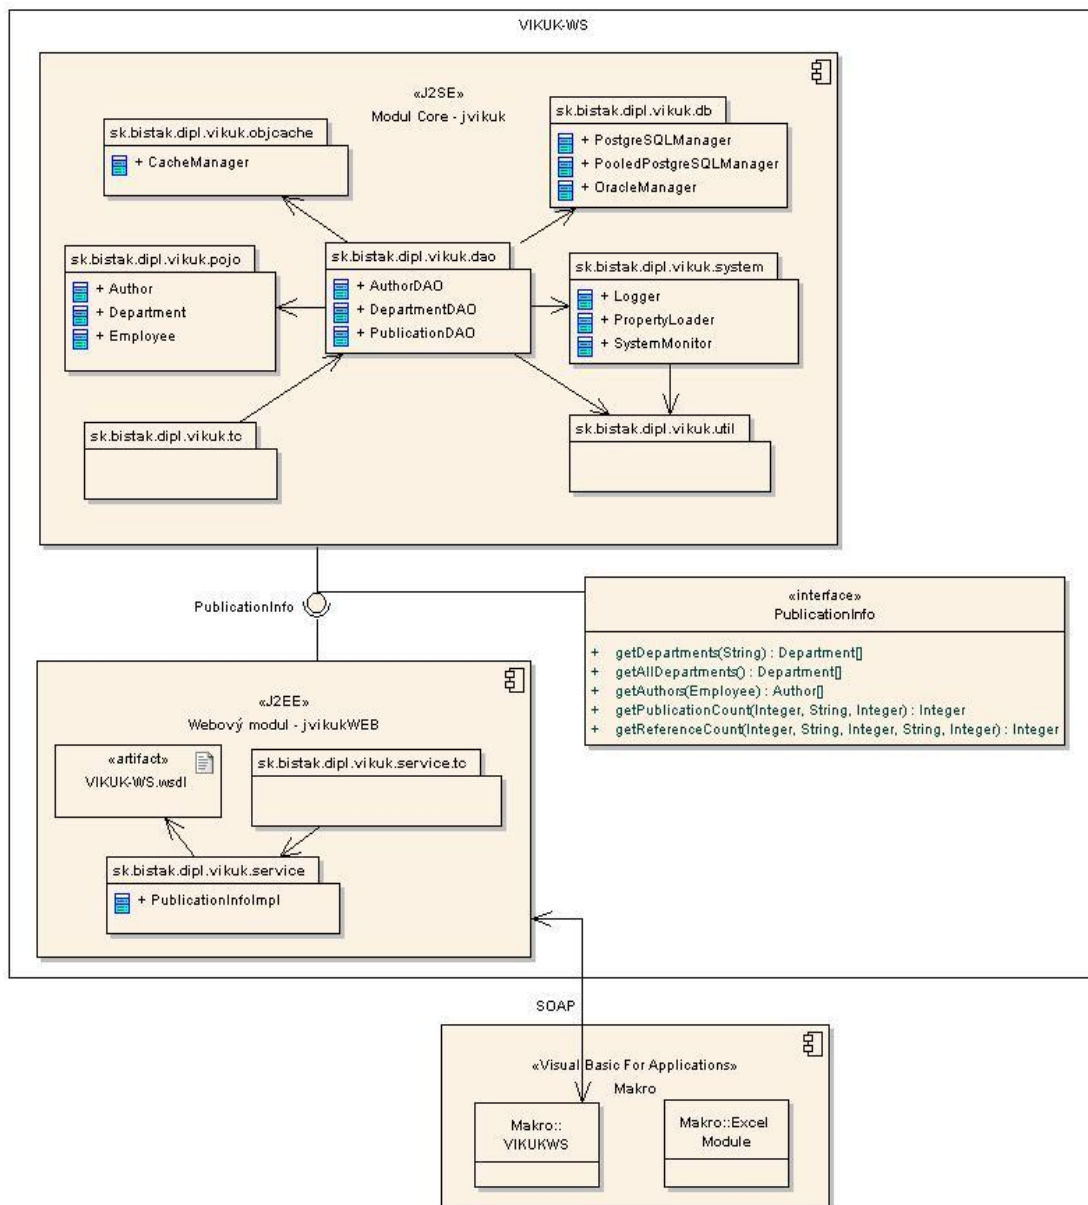 VIKUK-WS
«J2SE»
Modul Core - jvikuk
sk.bistak.dipl.vikuk.objcache
+ CacheManager
sk.bistak.dipl.vikuk.db
+ PostgreSQLManager
+ PooledPostgreSQLManager
+ OracleManager
sk.bistak.dipl.vikuk.pojo
+ Author
+ Department
+ Employee
sk.bistak.dipl.vikuk.dao
+ AuthorDAO
+ DepartmentDAO
+ PublicationDAO
sk.bistak.dipl.vikuk.system
+ Logger
+ PropertyLoader
+ SystemMonitor
sk.bistak.dipl.vikuk.tc
sk.bistak.dipl.vikuk.util
PublicationInfo
«interface»
PublicationInfo
+ getDepartments(String) : Department[]
+ getAllDepartments() : Department[]
+ getAuthors(Employee) : Author[]
+ getPublicationCount(Integer, String, Integer) : Integer
+ getReferenceCount(Integer, String, Integer, String, Integer) : Integer
«J2EE»
Webový modul - jvikukWEB
«artifact»
VIKUK-WS.wsdl
sk.bistak.dipl.vikuk.service.tc
sk.bistak.dipl.vikuk.service
+ PublicationInfoImpl
SOAP
«Visual Basic For Applications»
Makro
Makro::
VIKUKWS
Makro::Excel
Module